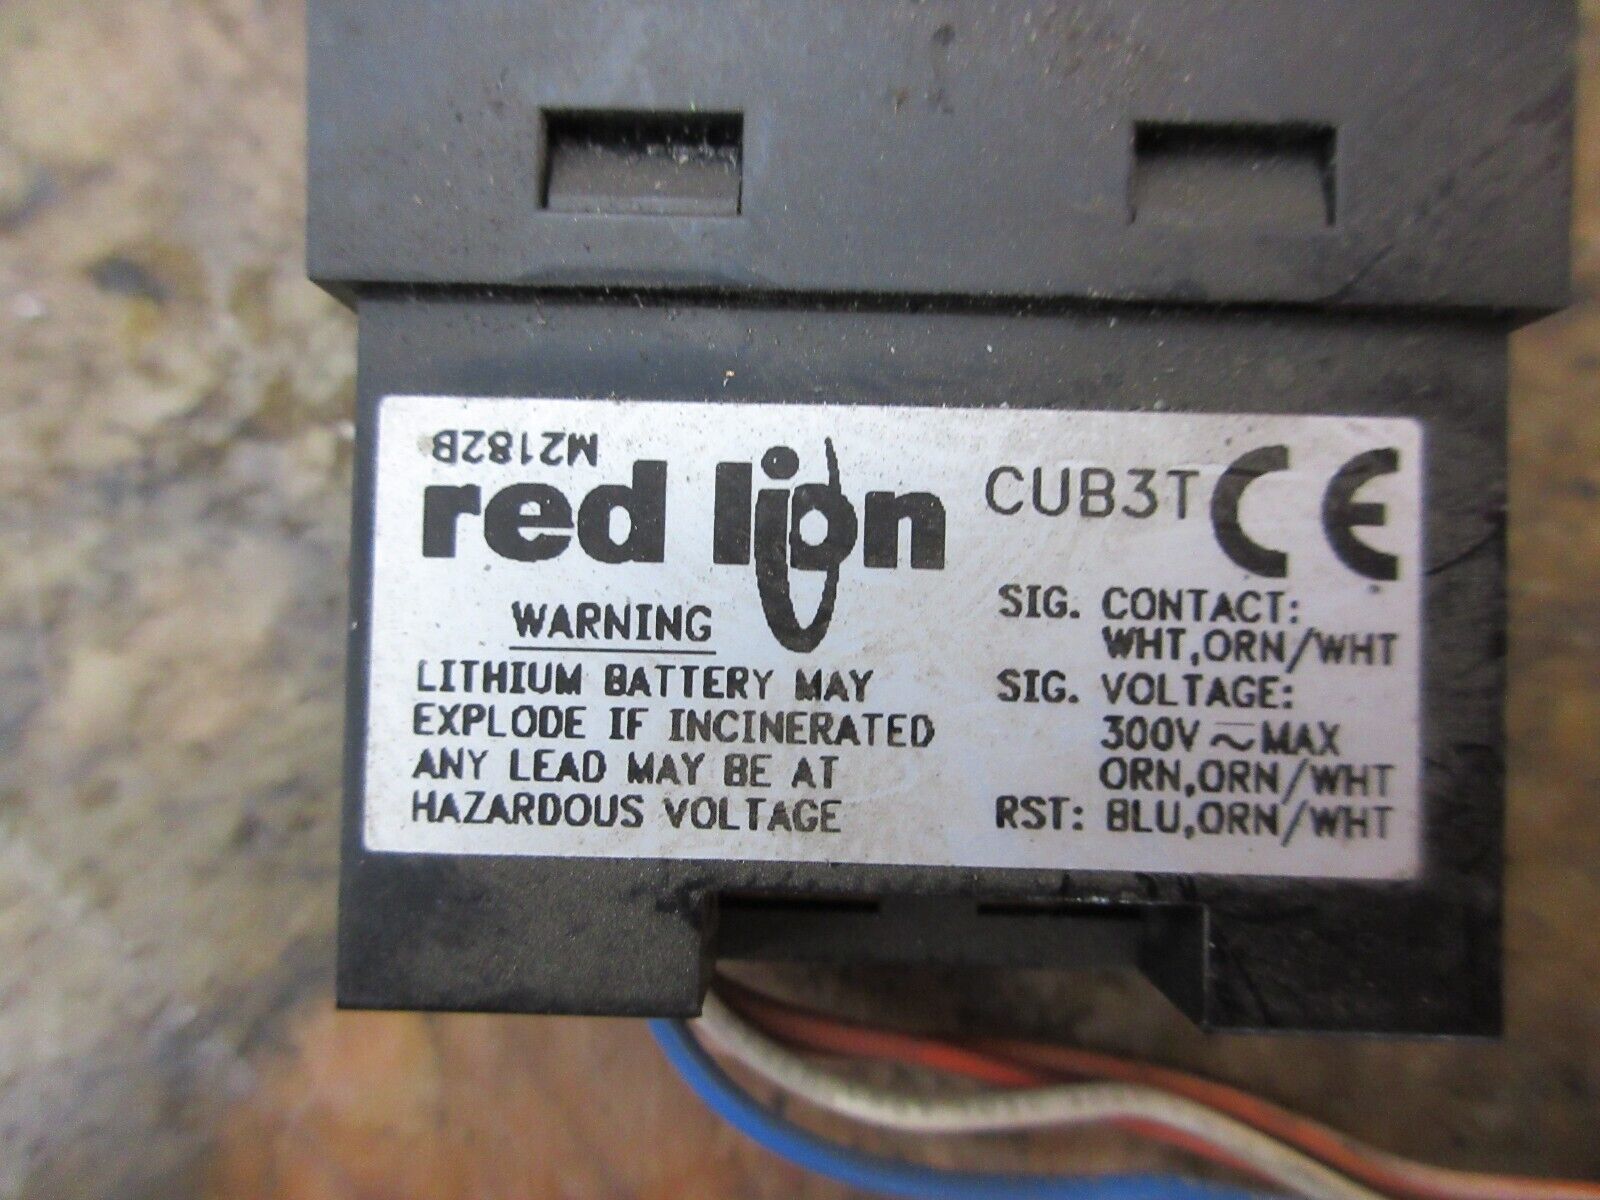 M2182B
red lion
CUB3T CE
WARNING
LITHIUM BATTERY MAY
EXPLODE IF INCINERATED
ANY LEAD MAY BE AT
HAZARDOUS VOLTAGE
SIG. CONTACT:
WHT,ORN/WHT
SIG. VOLTAGE:
300V ⏦ MAX
ORN,ORN/WHT
RST: BLU,ORN/WHT